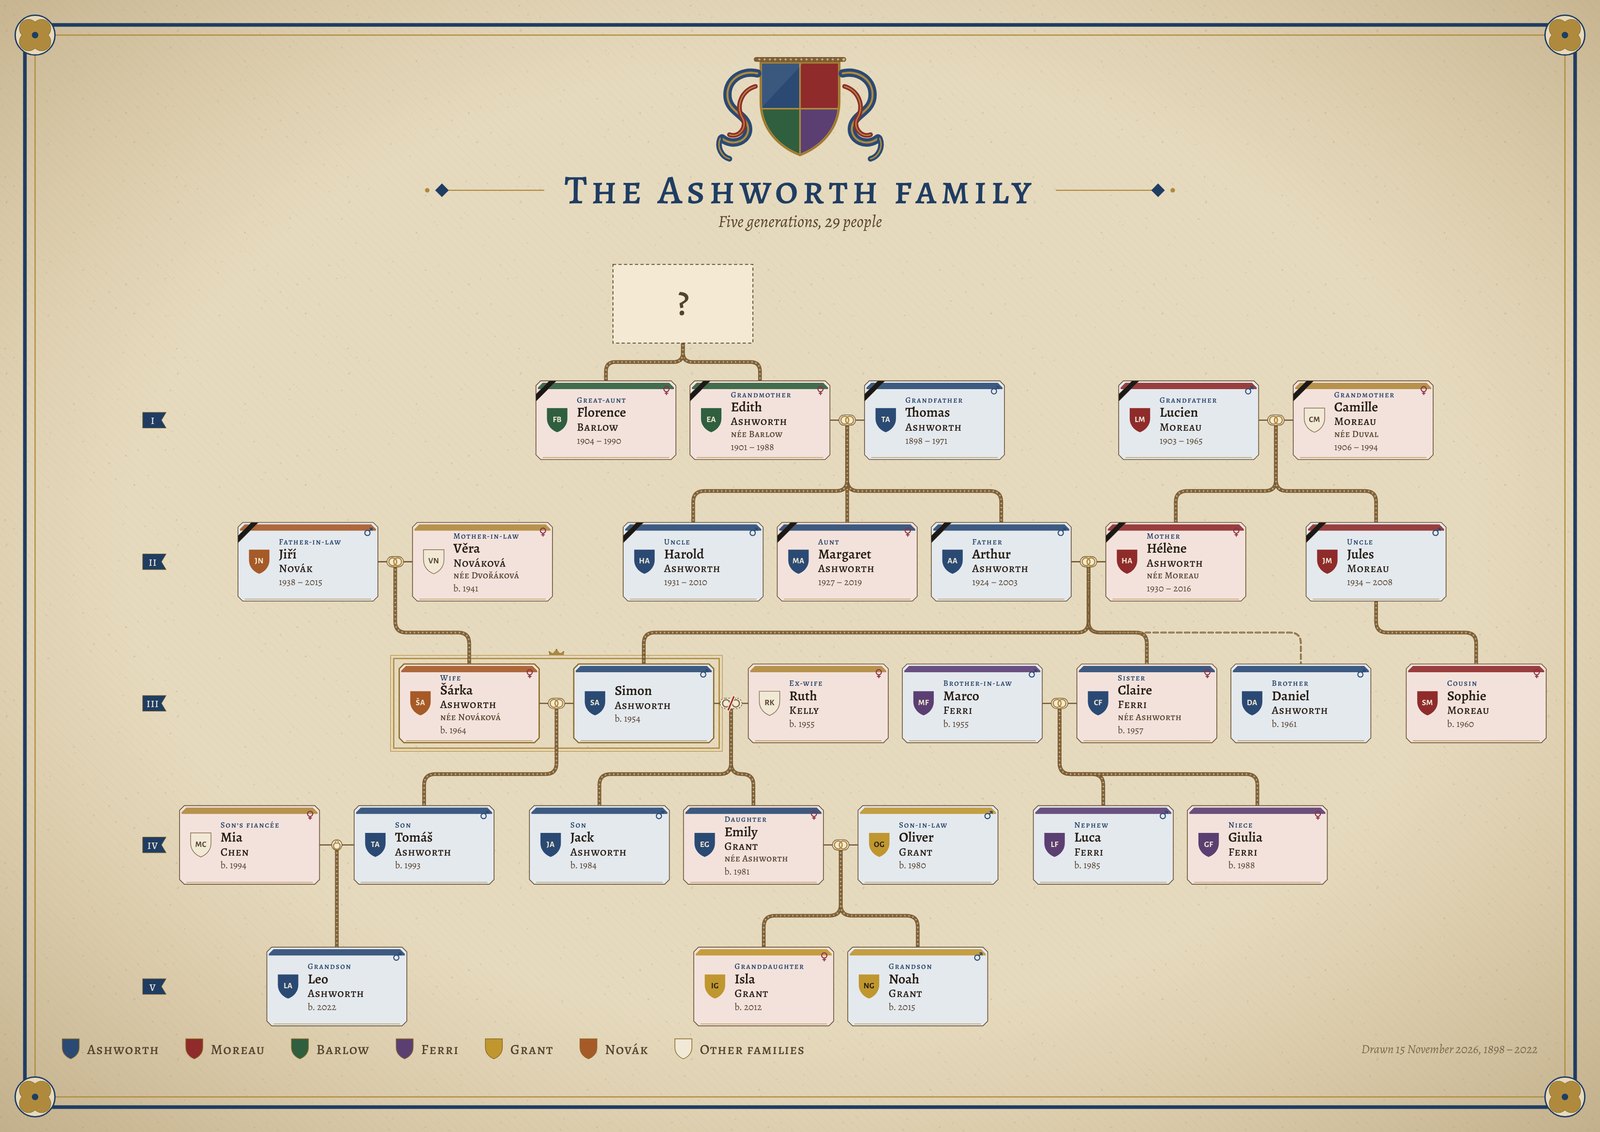 The Ashworth family
Five generations, 29 people
?
I
Great-aunt
FB
Florence
Barlow
1904 – 1990
Grandmother
EA
Edith
Ashworth
née Barlow
1901 – 1988
Grandfather
TA
Thomas
Ashworth
1898 – 1971
Grandfather
LM
Lucien
Moreau
1903 – 1965
Grandmother
CM
Camille
Moreau
née Duval
1906 – 1994
II
Father-in-law
JN
Jiří
Novák
1938 – 2015
Mother-in-law
VN
Věra
Nováková
née Dvořáková
b. 1941
Uncle
HA
Harold
Ashworth
1931 – 2010
Aunt
MA
Margaret
Ashworth
1927 – 2019
Father
AA
Arthur
Ashworth
1924 – 2003
Mother
HA
Hélène
Ashworth
née Moreau
1930 – 2016
Uncle
JM
Jules
Moreau
1934 – 2008
III
Wife
ŠA
Šárka
Ashworth
née Nováková
b. 1964
SA
Simon
Ashworth
b. 1954
Ex-wife
RK
Ruth
Kelly
b. 1955
Brother-in-law
MF
Marco
Ferri
b. 1955
Sister
CF
Claire
Ferri
née Ashworth
b. 1957
Brother
DA
Daniel
Ashworth
b. 1961
Cousin
SM
Sophie
Moreau
b. 1960
IV
Son's fiancée
MC
Mia
Chen
b. 1994
Son
TA
Tomáš
Ashworth
b. 1993
Son
JA
Jack
Ashworth
b. 1984
Daughter
EG
Emily
Grant
née Ashworth
b. 1981
Son-in-law
OG
Oliver
Grant
b. 1980
Nephew
LF
Luca
Ferri
b. 1985
Niece
GF
Giulia
Ferri
b. 1988
V
Grandson
LA
Leo
Ashworth
b. 2022
Granddaughter
IG
Isla
Grant
b. 2012
Grandson
NG
Noah
Grant
b. 2015
Ashworth
Moreau
Barlow
Ferri
Grant
Novák
Other families
Drawn 15 November 2026, 1898 – 2022